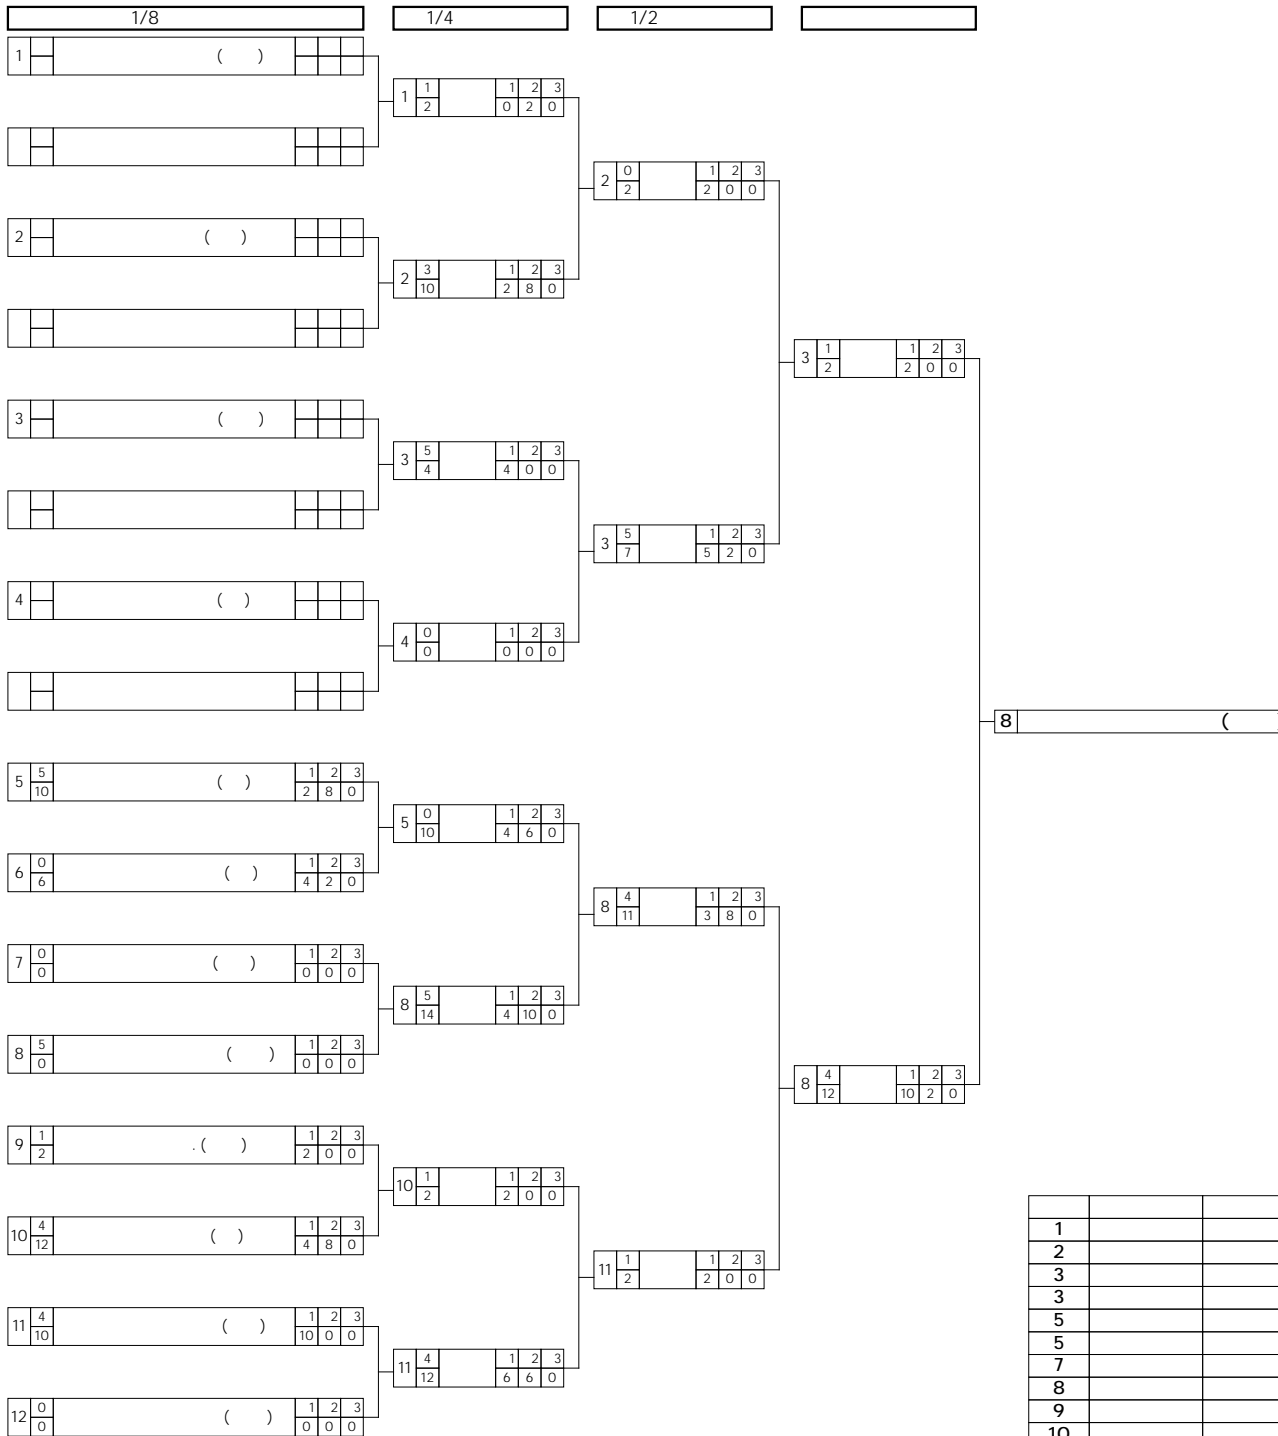 1/8 1/4 1/2
1 ( )
1 1 1 2 3
2 0 2 0
2 0 1 2 3
2 2 0 0
2 ( )
2 3 1 2 3
10 2 8 0
3 1 1 2 3
2 2 0 0
3 ( )
3 5 1 2 3
4 4 0 0
3 5 1 2 3
7 5 2 0
4 ( )
4 0 1 2 3
0 0 0 0
8 (
5 5 ( ) 1 2 3
10 2 8 0
5 0 1 2 3
10 4 6 0
6 0 ( ) 1 2 3
6 4 2 0
8 4 1 2 3
11 3 8 0
7 0 ( ) 1 2 3
0 0 0 0
8 5 1 2 3
14 4 10 0
8 5 ( ) 1 2 3
0 0 0 0
8 4 1 2 3
12 10 2 0
9 1 . ( ) 1 2 3
2 2 0 0
10 1 1 2 3
2 2 0 0
10 4 ( ) 1 2 3
12 4 8 0
11 1 1 2 3
2 2 0 0
11 4 ( ) 1 2 3
10 10 0 0
11 4 1 2 3
12 6 6 0
12 0 ( ) 1 2 3
0 0 0 0
1
2
3
3
5
5
7
8
9
10